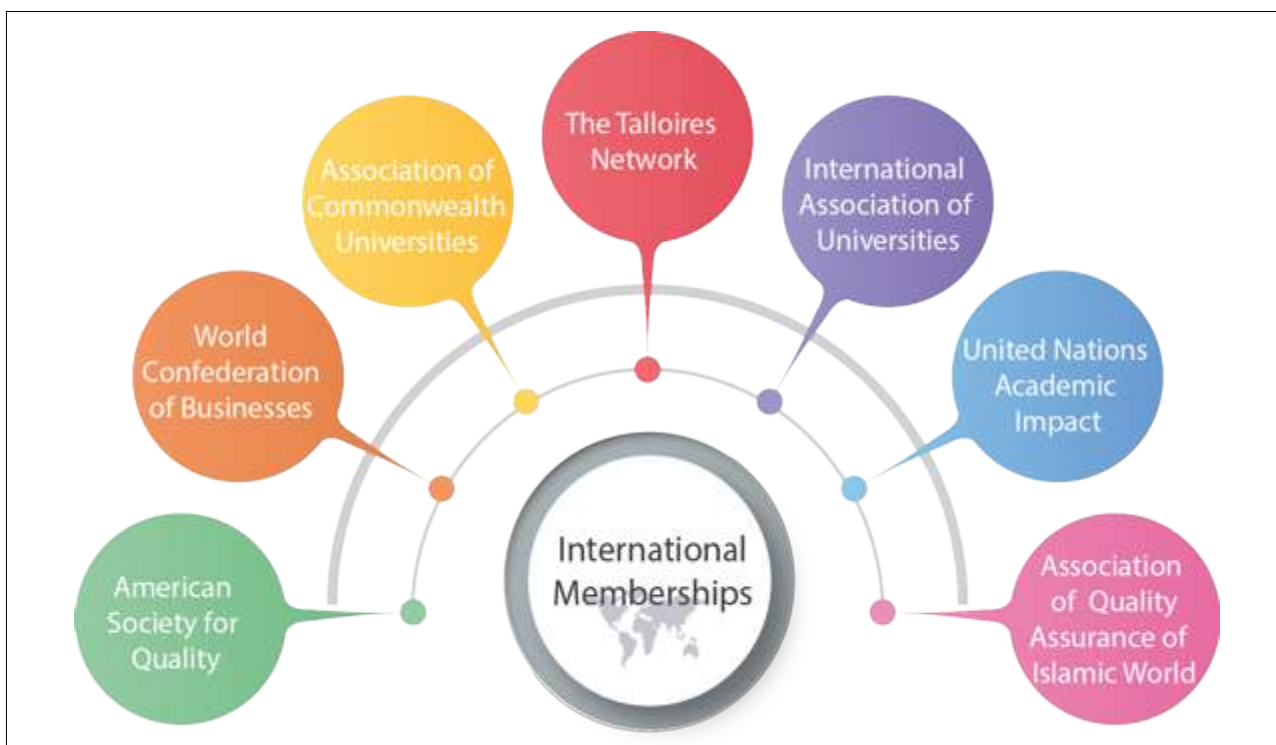 The Talloires
Network
Association of
Commonwealth
Universities
International
Association of
Universities
World
Confederation
of Businesses
United Nations
Academic
Impact
American
Society for
Quality
International
Memberships
Association
of Quality
Assurance of
Islamic World